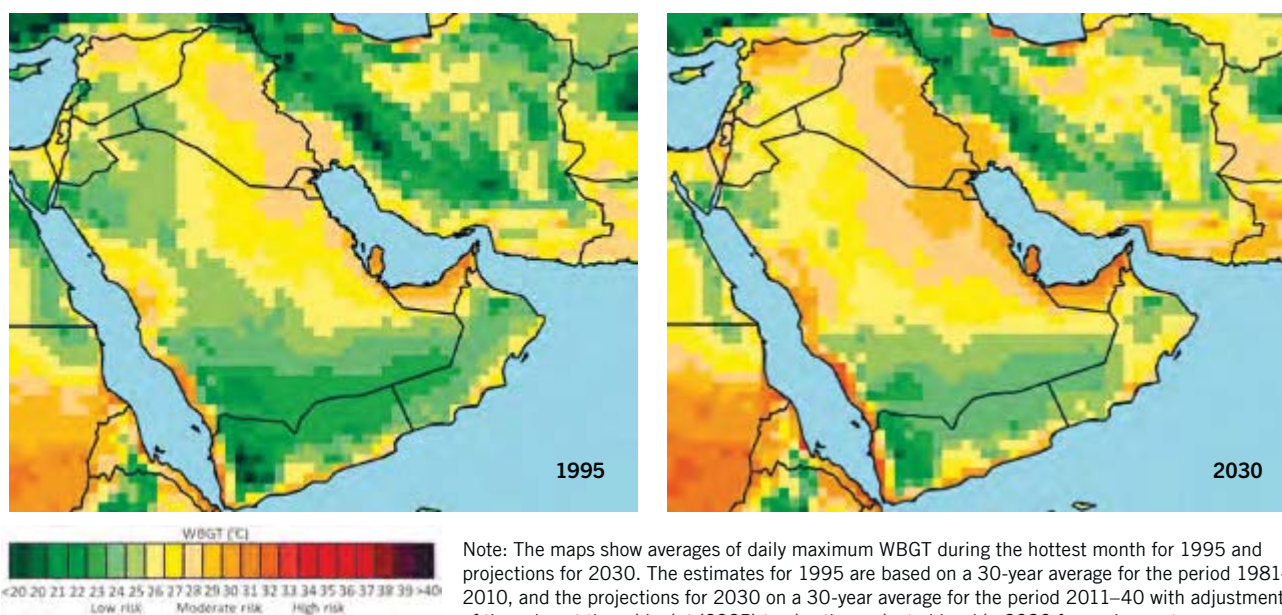 1995
2030
WBGT (°C)
<20 20 21 22 23 24 25 26 27 28 29 30 31 32 33 34 35 36 37 38 39 40 >40
Low risk Moderate risk High risk
Note: The maps show averages of daily maximum WBGT during the hottest month for 1995 and
projections for 2030. The estimates for 1995 are based on a 30-year average for the period 1981–
2010, and the projections for 2030 on a 30-year average for the period 2011–40 with adjustment